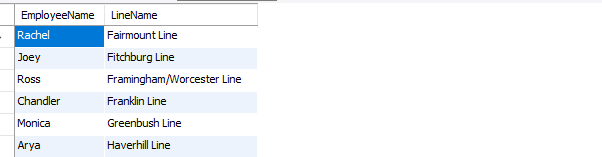 EmployeeName LineName
Rachel Fairmount Line
Joey Fitchburg Line
Ross Framingham/Worcester Line
Chandler Franklin Line
Monica Greenbush Line
Arya Haverhill Line